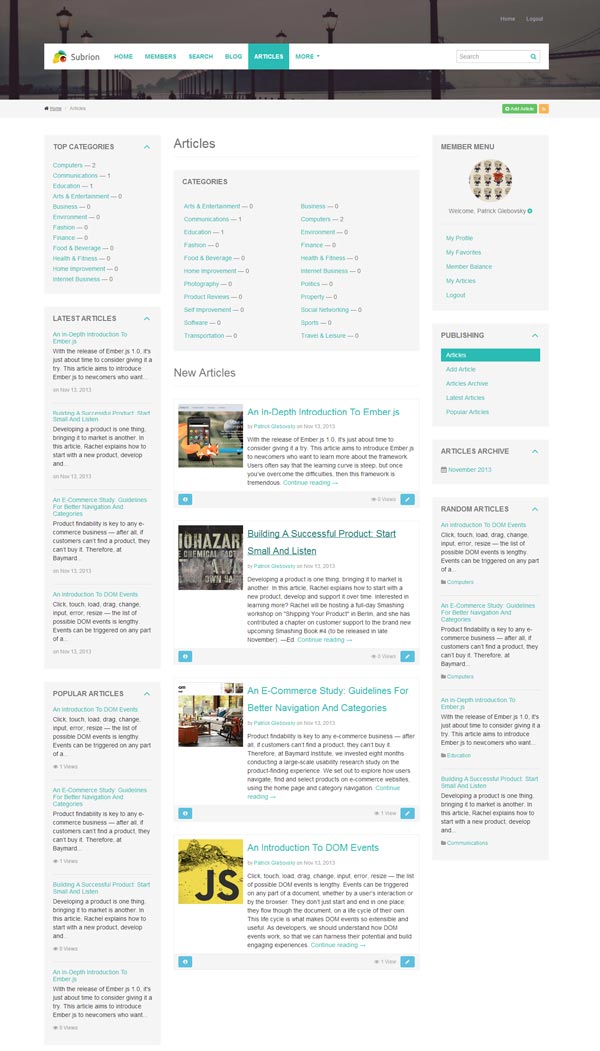 Home Logout
Subrion HOME MEMBERS SEARCH BLOG ARTICLES MORE Search
Home / Articles Add Article
TOP CATEGORIES
Computers — 2
Communications — 1
Education — 1
Arts & Entertainment — 0
Business — 0
Environment — 0
Fashion — 0
Finance — 0
Food & Beverage — 0
Health & Fitness — 0
Home Improvement — 0
Internet Business — 0
LATEST ARTICLES
An In-Depth Introduction To
Ember.js
With the release of Ember.js 1.0, it's
just about time to consider giving it a
try. This article aims to introduce
Ember.js to newcomers who want...
on Nov 13, 2013
Building A Successful Product: Start
Small And Listen
Developing a product is one thing,
bringing it to market is another. In
this article, Rachel explains how to
start with a new product, develop
and...
on Nov 13, 2013
An E-Commerce Study: Guidelines
For Better Navigation And
Categories
Product findability is key to any e-
commerce business — after all, if
customers can't find a product, they
can't buy it. Therefore, at
Baymard...
on Nov 13, 2013
An Introduction To DOM Events
Click, touch, load, drag, change,
input, error, resize — the list of
possible DOM events is lengthy.
Events can be triggered on any part
of a...
on Nov 13, 2013
POPULAR ARTICLES
An Introduction To DOM Events
Click, touch, load, drag, change,
input, error, resize — the list of
possible DOM events is lengthy.
Events can be triggered on any part
of a...
1 Views
An E-Commerce Study: Guidelines
For Better Navigation And
Categories
Product findability is key to any e-
commerce business — after all, if
customers can't find a product, they
can't buy it. Therefore, at
Baymard...
1 Views
Building A Successful Product: Start
Small And Listen
Developing a product is one thing,
bringing it to market is another. In
this article, Rachel explains how to
start with a new product, develop
and...
0 Views
An In-Depth Introduction To
Ember.js
With the release of Ember.js 1.0, it's
just about time to consider giving it a
try. This article aims to introduce
Ember.js to newcomers who want...
0 Views
Articles
CATEGORIES
Arts & Entertainment — 0 Business — 0
Communications — 1 Computers — 2
Education — 1 Environment — 0
Fashion — 0 Finance — 0
Food & Beverage — 0 Health & Fitness — 0
Home Improvement — 0 Internet Business — 0
Photography — 0 Politics — 0
Product Reviews — 0 Property — 0
Self Improvement — 0 Social Networking — 0
Software — 0 Sports — 0
Transportation — 0 Travel & Leisure — 0
New Articles
An In-Depth Introduction To Ember.js
by Patrick Glebovsky on Nov 13, 2013
With the release of Ember.js 1.0, it's just about time to
consider giving it a try. This article aims to introduce Ember.js
to newcomers who want to learn more about the framework.
Users often say that the learning curve is steep, but once
you've overcome the difficulties, then this framework is
tremendous. Continue reading →
0 Views
BIOHAZARD
CHEMICAL FACT
OWN
Building A Successful Product: Start
Small And Listen
by Patrick Glebovsky on Nov 13, 2013
Developing a product is one thing, bringing it to market is
another. In this article, Rachel explains how to start with a
new product, develop and support it over time. Interested in
learning more? Rachel will be hosting a full-day Smashing
workshop on "Shipping Your Product" in Berlin, and she has
contributed a chapter on customer support to the brand new
upcoming Smashing Book #4 (to be released in late
November). —Ed. Continue reading →
0 Views
An E-Commerce Study: Guidelines For
Better Navigation And Categories
by Patrick Glebovsky on Nov 13, 2013
Product findability is key to any e-commerce business — after
all, if customers can't find a product, they can't buy it.
Therefore, at Baymard Institute, we invested eight months
conducting a large-scale usability research study on the
product-finding experience. We set out to explore how users
navigate, find and select products on e-commerce websites,
using the home page and category navigation. Continue
reading →
1 View
JS
An Introduction To DOM Events
by Patrick Glebovsky on Nov 13, 2013
Click, touch, load, drag, change, input, error, resize — the list
of possible DOM events is lengthy. Events can be triggered
on any part of a document, whether by a user's interaction or
by the browser. They don't just start and end in one place;
they flow though the document, on a life cycle of their own.
This life cycle is what makes DOM events so extensible and
useful. As developers, we should understand how DOM
events work, so that we can harness their potential and build
engaging experiences. Continue reading →
1 View
MEMBER MENU
Welcome, Patrick Glebovsky
My Profile
My Favorites
Member Balance
My Articles
Logout
PUBLISHING
Articles
Add Article
Articles Archive
Latest Articles
Popular Articles
ARTICLES ARCHIVE
November 2013
RANDOM ARTICLES
An Introduction To DOM Events
Click, touch, load, drag, change,
input, error, resize — the list of
possible DOM events is lengthy.
Events can be triggered on any part
of a...
Computers
An E-Commerce Study: Guidelines
For Better Navigation And
Categories
Product findability is key to any e-
commerce business — after all, if
customers can't find a product, they
can't buy it. Therefore, at
Baymard...
Computers
An In-Depth Introduction To
Ember.js
With the release of Ember.js 1.0, it's
just about time to consider giving it a
try. This article aims to introduce
Ember.js to newcomers who want...
Education
Building A Successful Product: Start
Small And Listen
Developing a product is one thing,
bringing it to market is another. In
this article, Rachel explains how to
start with a new product, develop
and...
Communications